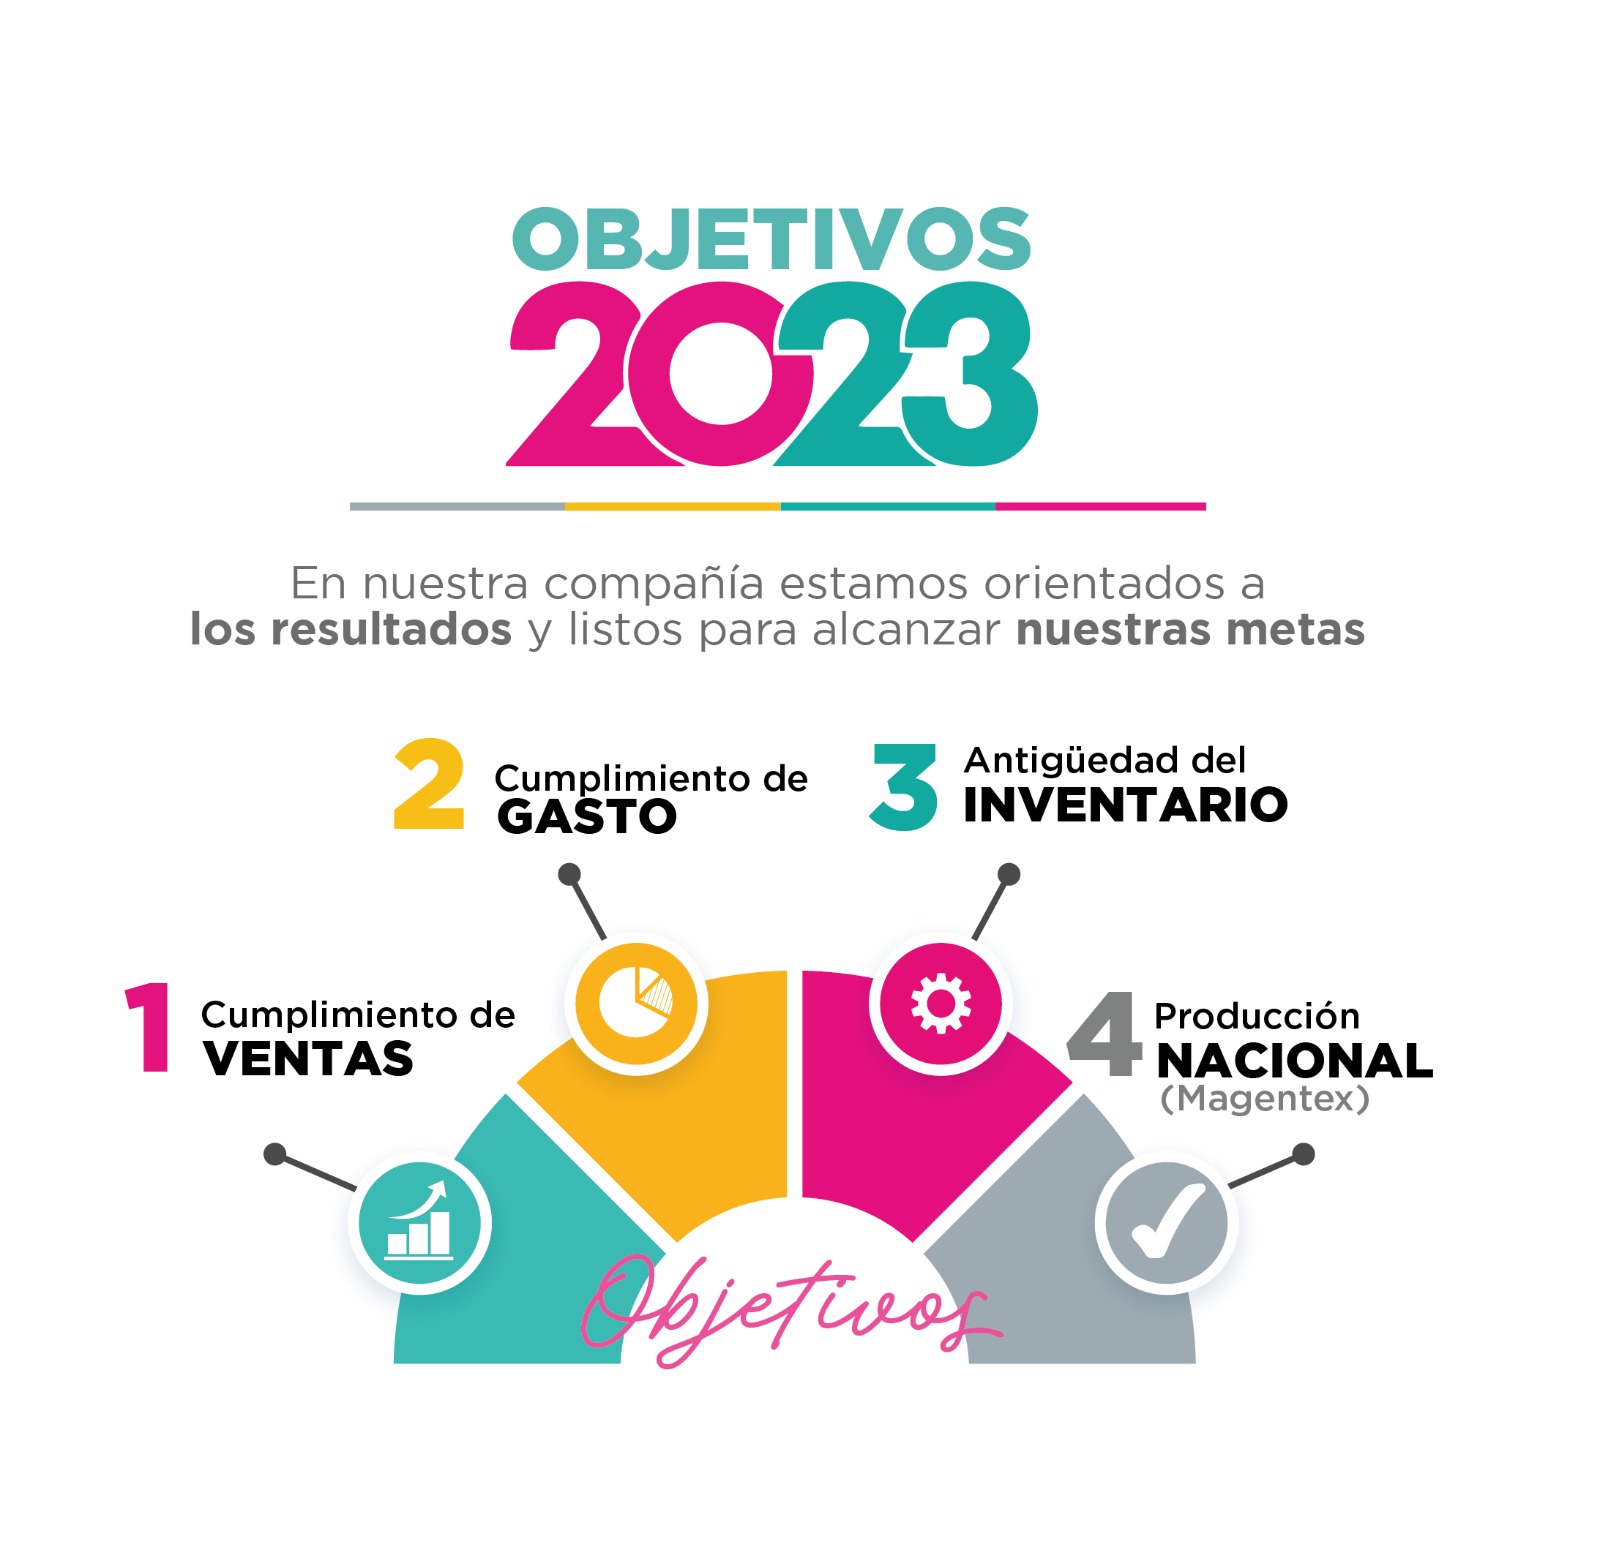 OBJETIVOS
2023
En nuestra compañía estamos orientados a
los resultados y listos para alcanzar nuestras metas
1 Cumplimiento de
VENTAS
2 Cumplimiento de
GASTO
3 Antigüedad del
INVENTARIO
4 Producción
NACIONAL
(Magentex)
Objetivos